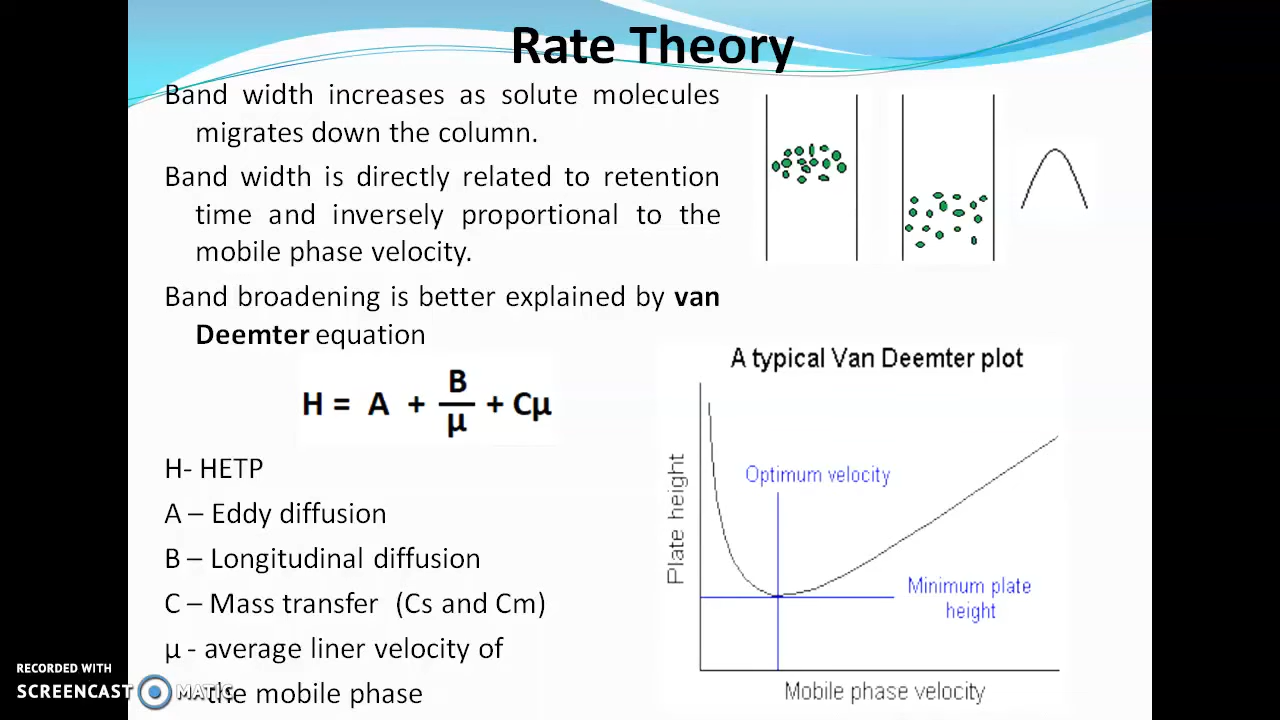 Rate Theory
Band width increases as solute molecules
migrates down the column.
Band width is directly related to retention
time and inversely proportional to the
mobile phase velocity.
Band broadening is better explained by van
Deemter equation
H = A + B/μ + Cμ
H- HETP
A – Eddy diffusion
B – Longitudinal diffusion
C – Mass transfer (Cs and Cm)
μ - average liner velocity of
the mobile phase
A typical Van Deemter plot
Plate height
Optimum velocity
Minimum plate
height
Mobile phase velocity
RECORDED WITH
SCREENCAST MATIC